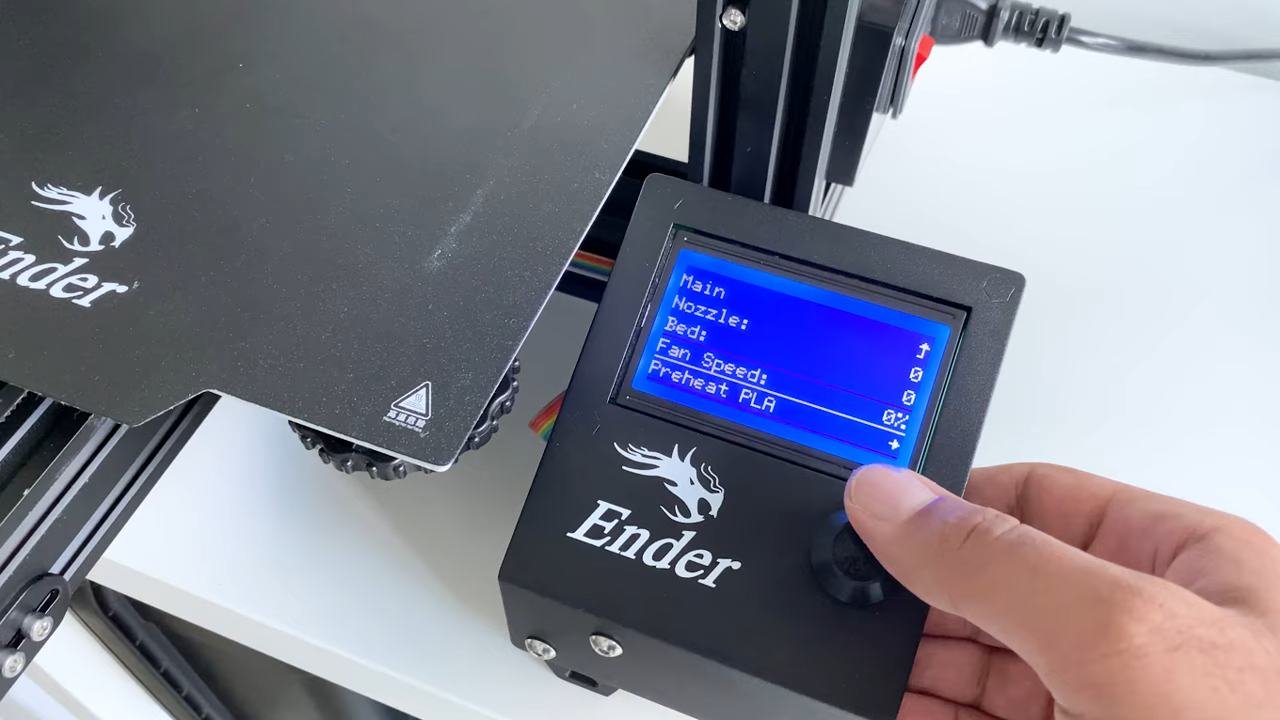 Main ↑
Nozzle: 0
Bed: 0
Fan Speed: 0%
Preheat PLA →
Ender
Ender